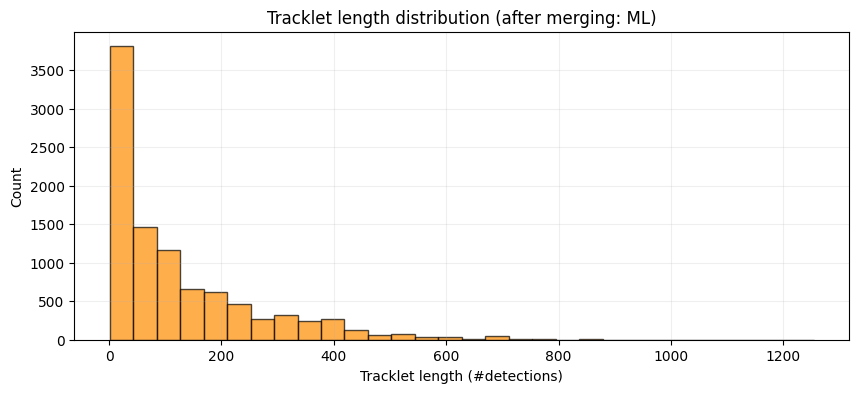 Tracklet length distribution (after merging: ML)
Count
3500
3000
2500
2000
1500
1000
500
0
0 200 400 600 800 1000 1200
Tracklet length (#detections)